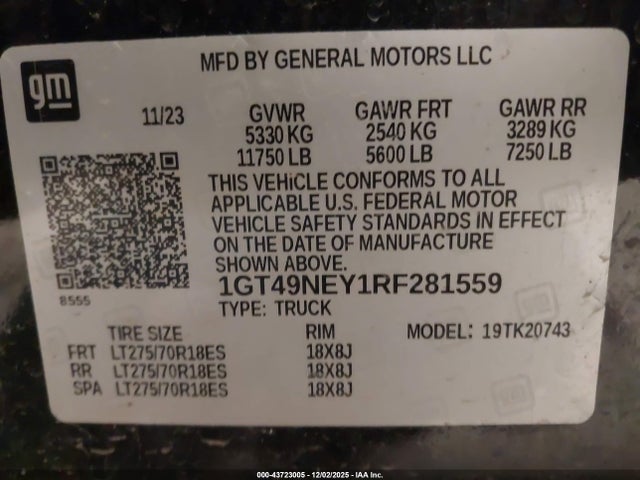 gm
MFD BY GENERAL MOTORS LLC
11/23 GVWR GAWR FRT GAWR RR
5330 KG 2540 KG 3289 KG
11750 LB 5600 LB 7250 LB
THIS VEHICLE CONFORMS TO ALL
APPLICABLE U.S. FEDERAL MOTOR
VEHICLE SAFETY STANDARDS IN EFFECT
ON THE DATE OF MANUFACTURE
SHOWN ABOVE.
8555
1GT49NEY1RF281559
TYPE: TRUCK
TIRE SIZE RIM MODEL: 19TK20743
FRT LT275/70R18ES 18X8J
RR LT275/70R18ES 18X8J
SPA LT275/70R18ES 18X8J
000-43723005 - 12/02/2025 - IAA Inc.